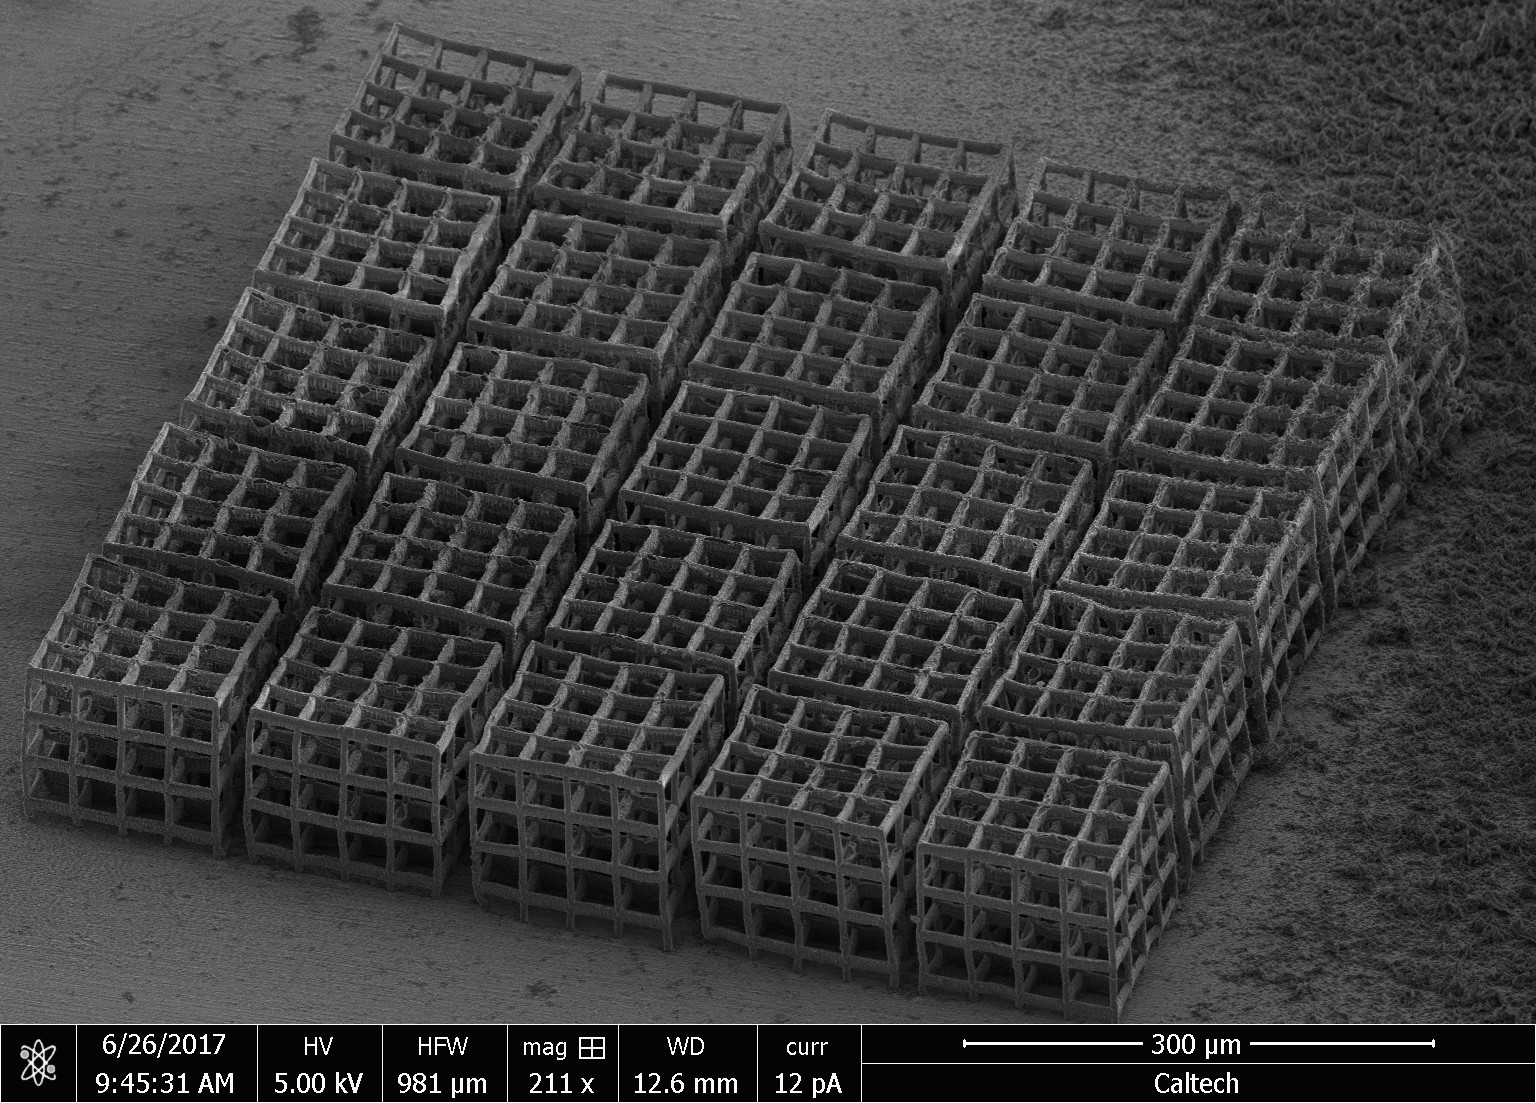 6/26/2017
9:45:31 AM
HV
5.00 kV
HFW
981 µm
mag
211 x
WD
12.6 mm
curr
12 pA
300 µm
Caltech